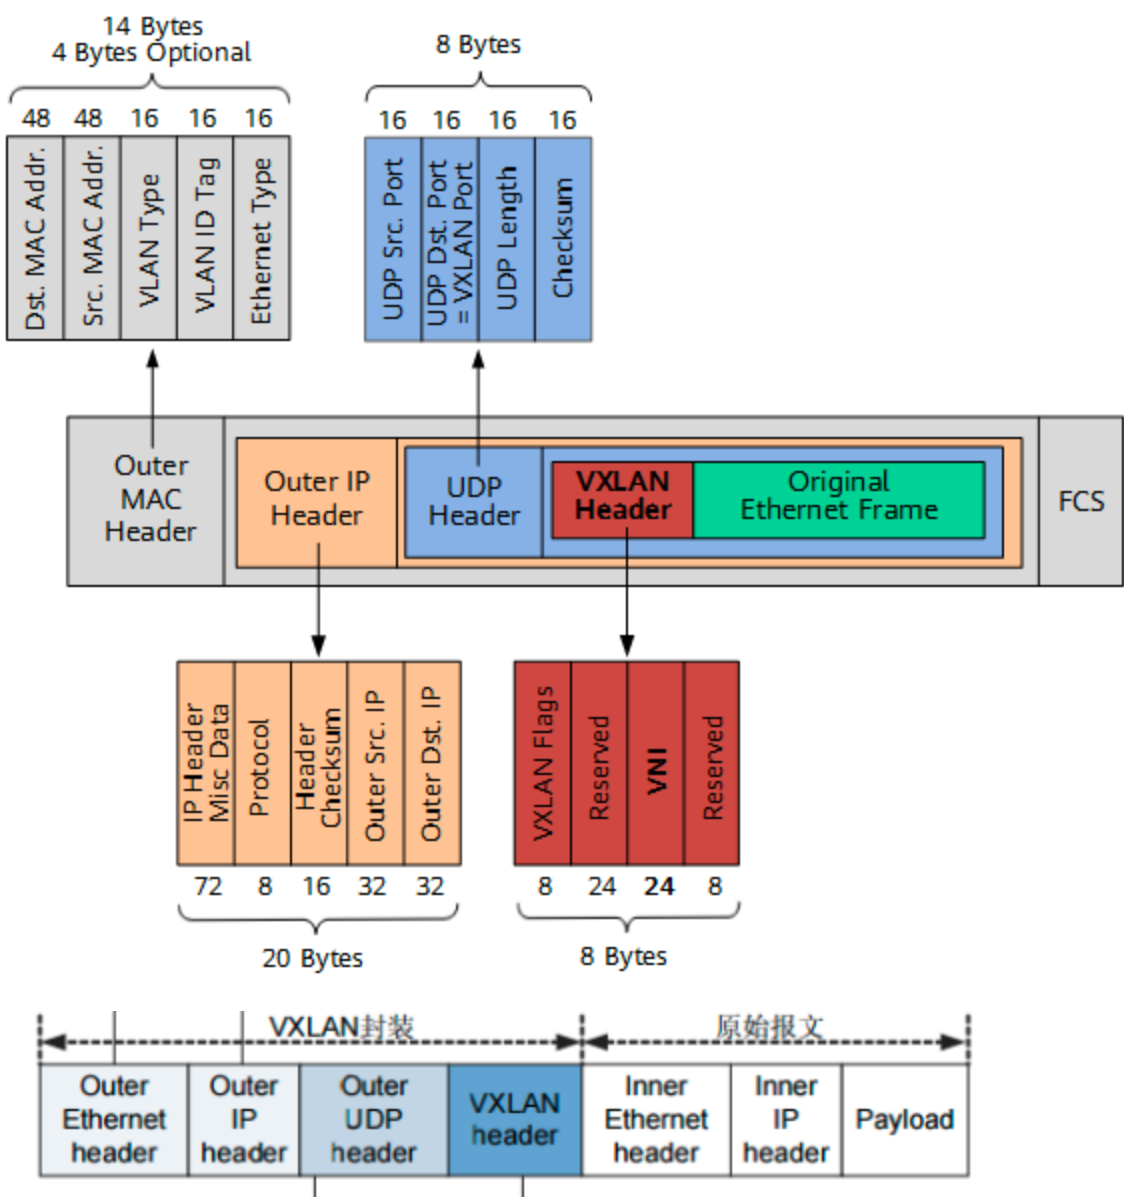 14 Bytes
4 Bytes Optional
48 48 16 16 16
Dst. MAC Addr.
Src. MAC Addr.
VLAN Type
VLAN ID Tag
Ethernet Type
8 Bytes
16 16 16 16
UDP Src. Port
UDP Dst. Port
= VXLAN Port
UDP Length
Checksum
Outer
MAC
Header
Outer IP
Header
UDP
Header
VXLAN
Header
Original
Ethernet Frame
FCS
IP Header
Misc Data
Protocol
Header
Checksum
Outer Src. IP
Outer Dst. IP
72 8 16 32 32
20 Bytes
VXLAN Flags
Reserved
VNI
Reserved
8 24 24 8
8 Bytes
VXLAN封装
原始报文
Outer
Ethernet
header
Outer
IP
header
Outer
UDP
header
VXLAN
header
Inner
Ethernet
header
Inner
IP
header
Payload